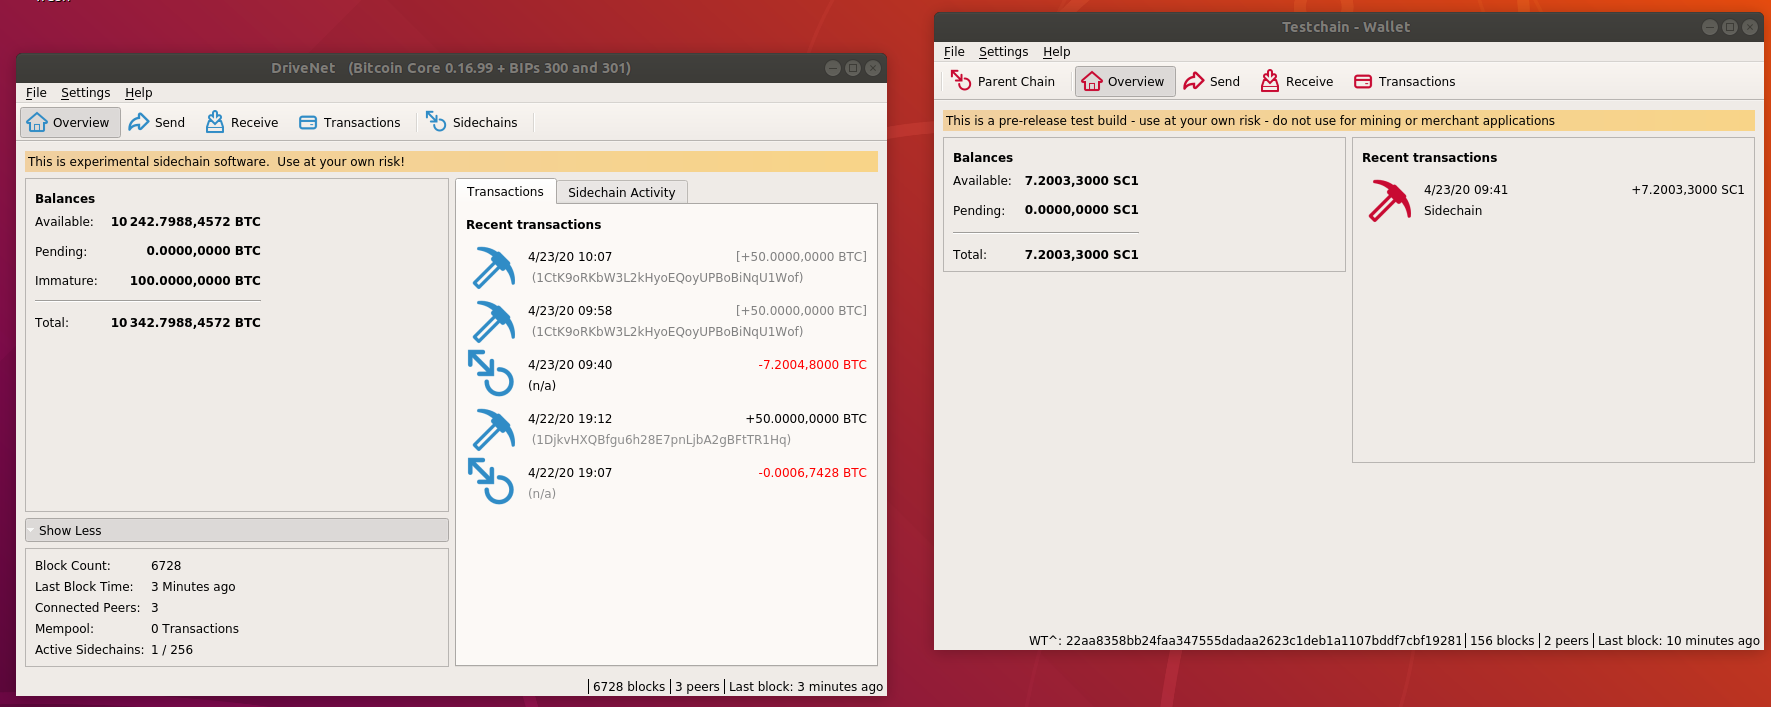 DriveNet   (Bitcoin Core 0.16.99 + BIPs 300 and 301)
File Settings Help
Overview Send Receive Transactions Sidechains
This is experimental sidechain software.  Use at your own risk!
Balances
Available: 10 242.7988,4572 BTC
Pending: 0.0000,0000 BTC
Immature: 100.0000,0000 BTC
Total: 10 342.7988,4572 BTC
Show Less
Block Count: 6728
Last Block Time: 3 Minutes ago
Connected Peers: 3
Mempool: 0 Transactions
Active Sidechains: 1 / 256
Transactions Sidechain Activity
Recent transactions
4/23/20 10:07 [+50.0000,0000 BTC]
(1CtK9oRKbW3L2kHyoEQoyUPBoBiNqU1Wof)
4/23/20 09:58 [+50.0000,0000 BTC]
(1CtK9oRKbW3L2kHyoEQoyUPBoBiNqU1Wof)
4/23/20 09:40 -7.2004,8000 BTC
(n/a)
4/22/20 19:12 +50.0000,0000 BTC
(1DjkvHXQBfgu6h28E7pnLjbA2gBFtTR1Hq)
4/22/20 19:07 -0.0006,7428 BTC
(n/a)
6728 blocks 3 peers Last block: 3 minutes ago
Testchain - Wallet
File Settings Help
Parent Chain Overview Send Receive Transactions
This is a pre-release test build - use at your own risk - do not use for mining or merchant applications
Balances
Available: 7.2003,3000 SC1
Pending: 0.0000,0000 SC1
Total: 7.2003,3000 SC1
Recent transactions
4/23/20 09:41 +7.2003,3000 SC1
Sidechain
WT^: 22aa8358bb24faa347555dadaa2623c1deb1a1107bddf7cbf19281 156 blocks 2 peers Last block: 10 minutes ago